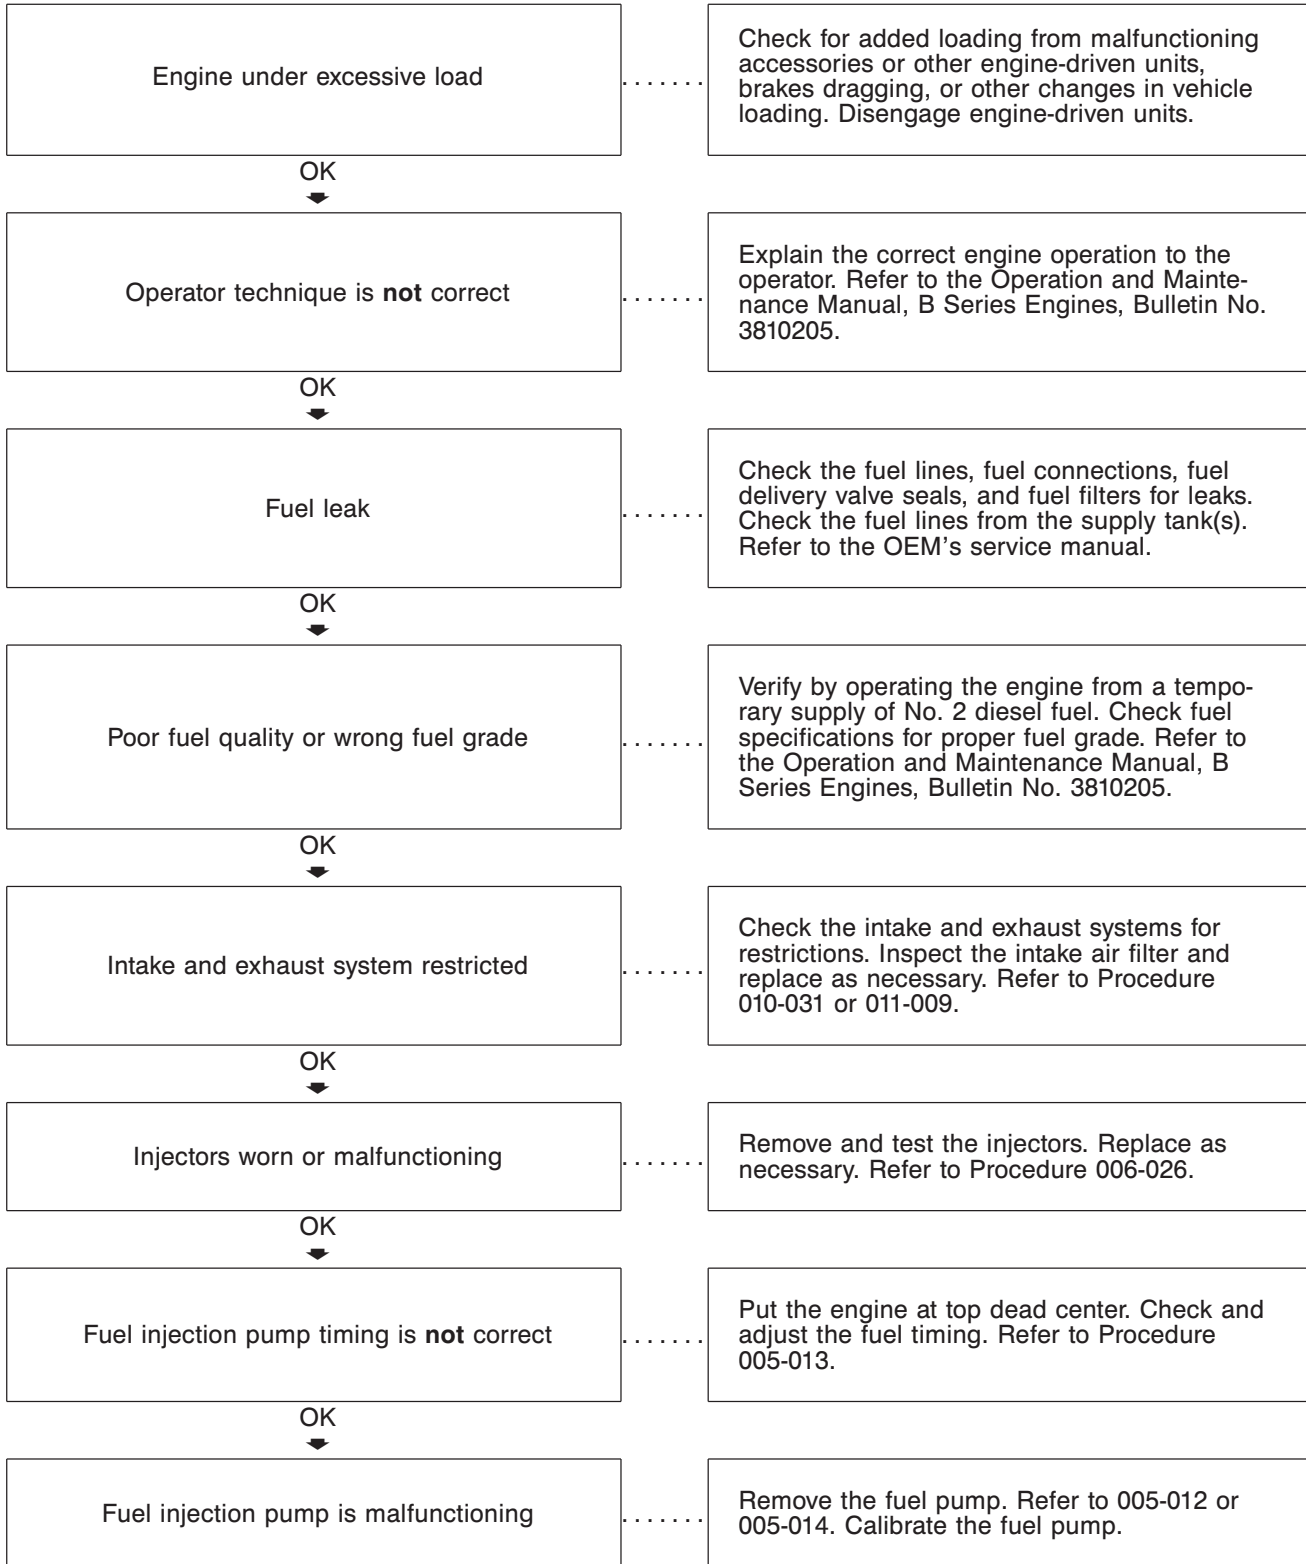 Engine under excessive load
.......
Check for added loading from malfunctioning
accessories or other engine-driven units,
brakes dragging, or other changes in vehicle
loading. Disengage engine-driven units.
OK
Operator technique is not correct
.......
Explain the correct engine operation to the
operator. Refer to the Operation and Mainte-
nance Manual, B Series Engines, Bulletin No.
3810205.
OK
Fuel leak
.......
Check the fuel lines, fuel connections, fuel
delivery valve seals, and fuel filters for leaks.
Check the fuel lines from the supply tank(s).
Refer to the OEM's service manual.
OK
Poor fuel quality or wrong fuel grade
.......
Verify by operating the engine from a tempo-
rary supply of No. 2 diesel fuel. Check fuel
specifications for proper fuel grade. Refer to
the Operation and Maintenance Manual, B
Series Engines, Bulletin No. 3810205.
OK
Intake and exhaust system restricted
.......
Check the intake and exhaust systems for
restrictions. Inspect the intake air filter and
replace as necessary. Refer to Procedure
010-031 or 011-009.
OK
Injectors worn or malfunctioning
.......
Remove and test the injectors. Replace as
necessary. Refer to Procedure 006-026.
OK
Fuel injection pump timing is not correct
.......
Put the engine at top dead center. Check and
adjust the fuel timing. Refer to Procedure
005-013.
OK
Fuel injection pump is malfunctioning
.......
Remove the fuel pump. Refer to 005-012 or
005-014. Calibrate the fuel pump.